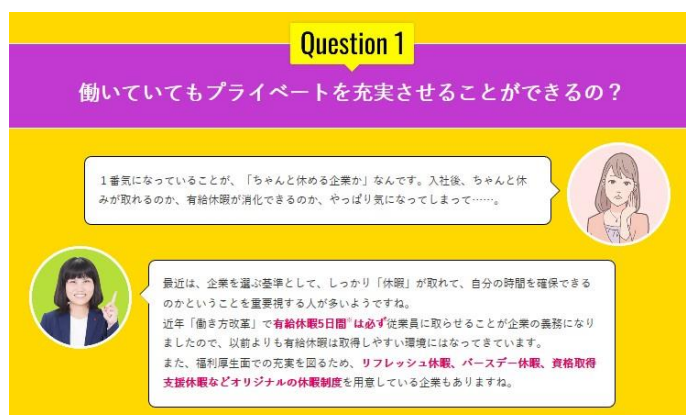 Question 1
働いていてもプライベートを充実させることができるの？
１番気になっていることが、「ちゃんと休める企業か」なんです。入社後、ちゃんと休
みが取れるのか、有給休暇が消化できるのか、やっぱり気になってしまって……。
最近は、企業を選ぶ基準として、しっかり「休暇」が取れて、自分の時間を確保できる
のかということを重要視する人が多いようですね。
近年「働き方改革」で有給休暇5日間※は必ず従業員に取らせることが企業の義務になり
ましたので、以前よりも有給休暇は取得しやすい環境にはなってきています。
また、福利厚生面での充実を図るため、リフレッシュ休暇、バースデー休暇、資格取得
支援休暇などオリジナルの休暇制度を用意している企業もありますね。